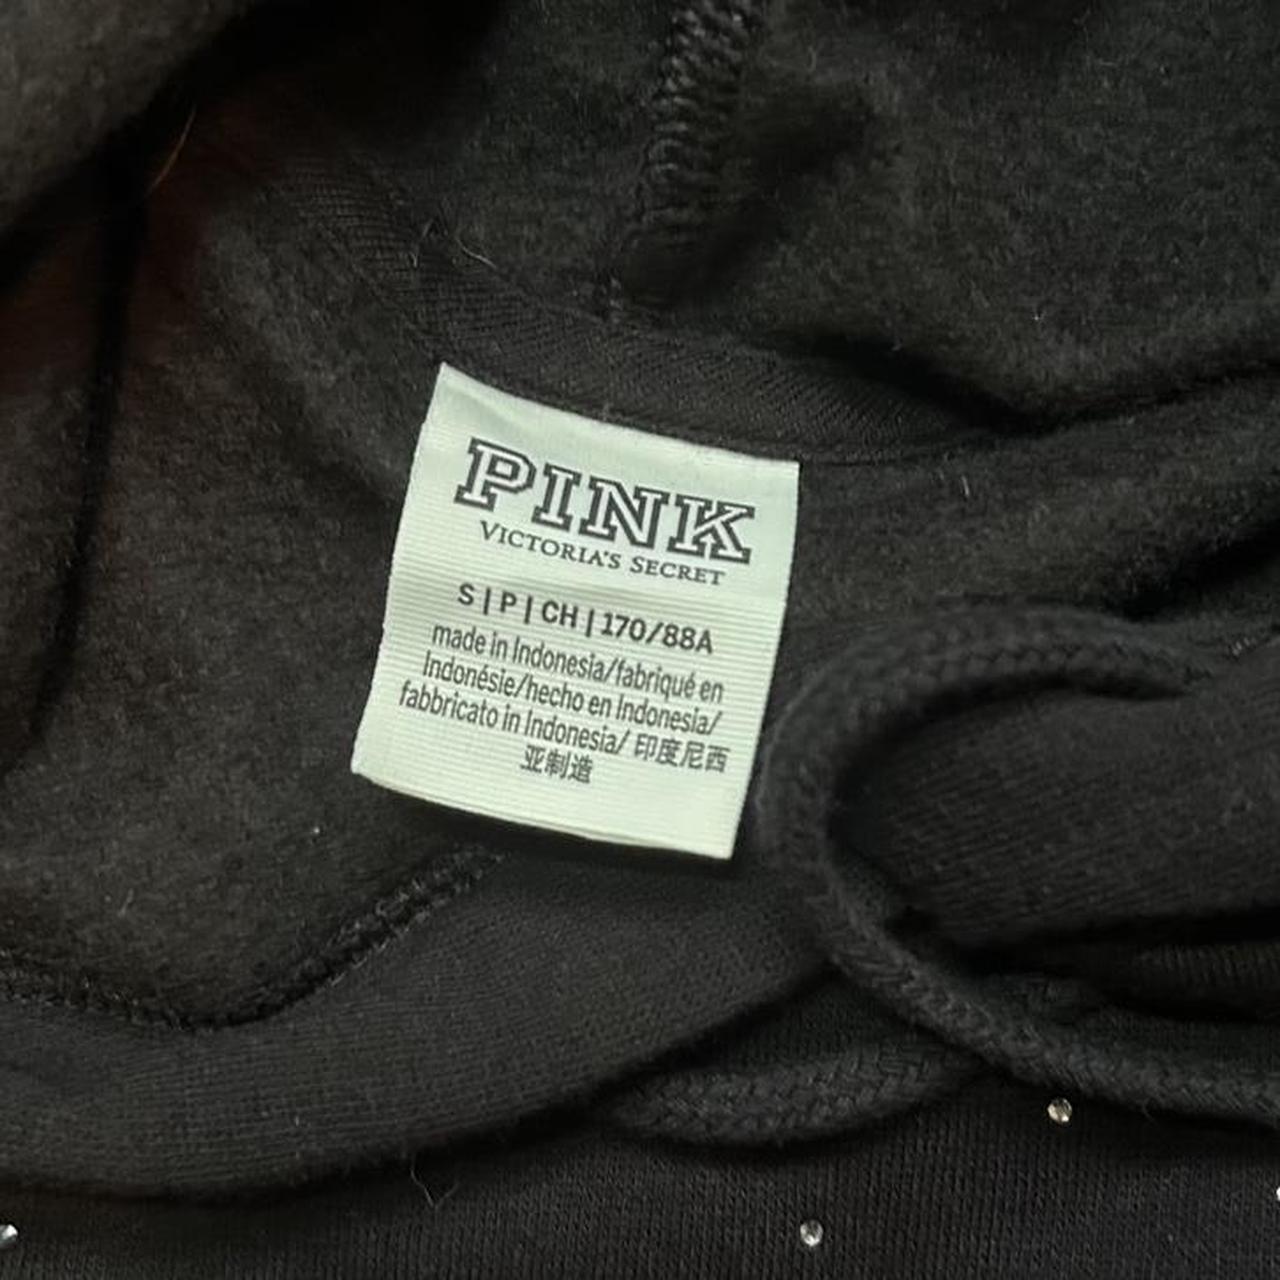 PINK
VICTORIA'S SECRET
S | P | CH | 170/88A
made in Indonesia/fabriqué en
Indonésie/hecho en Indonesia/
fabbricato in Indonesia/ 印度尼西
亚制造